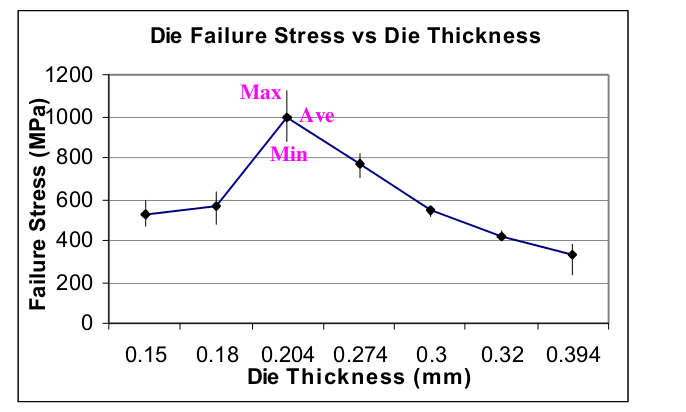 Die Failure Stress vs Die Thickness
Failure Stress (MPa)
1200
1000
800
600
400
200
0
Max
Ave
Min
0.15 0.18 0.204 0.274 0.3 0.32 0.394
Die Thickness (mm)